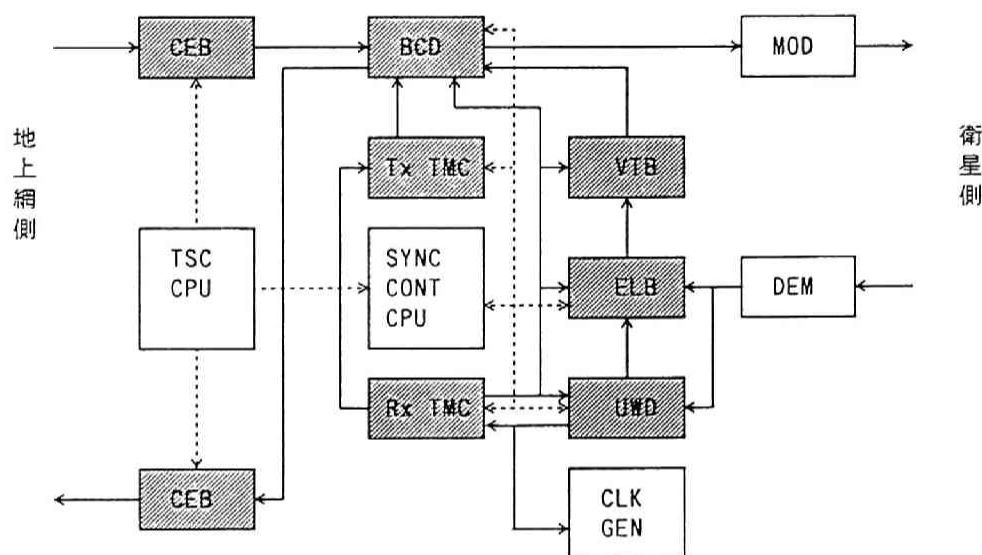 CEB
BCD
MOD
地上網側
Tx TMC
VTB
衛星側
TSC
CPU
SYNC
CONT
CPU
ELB
DEM
Rx TMC
UWD
CEB
CLK
GEN